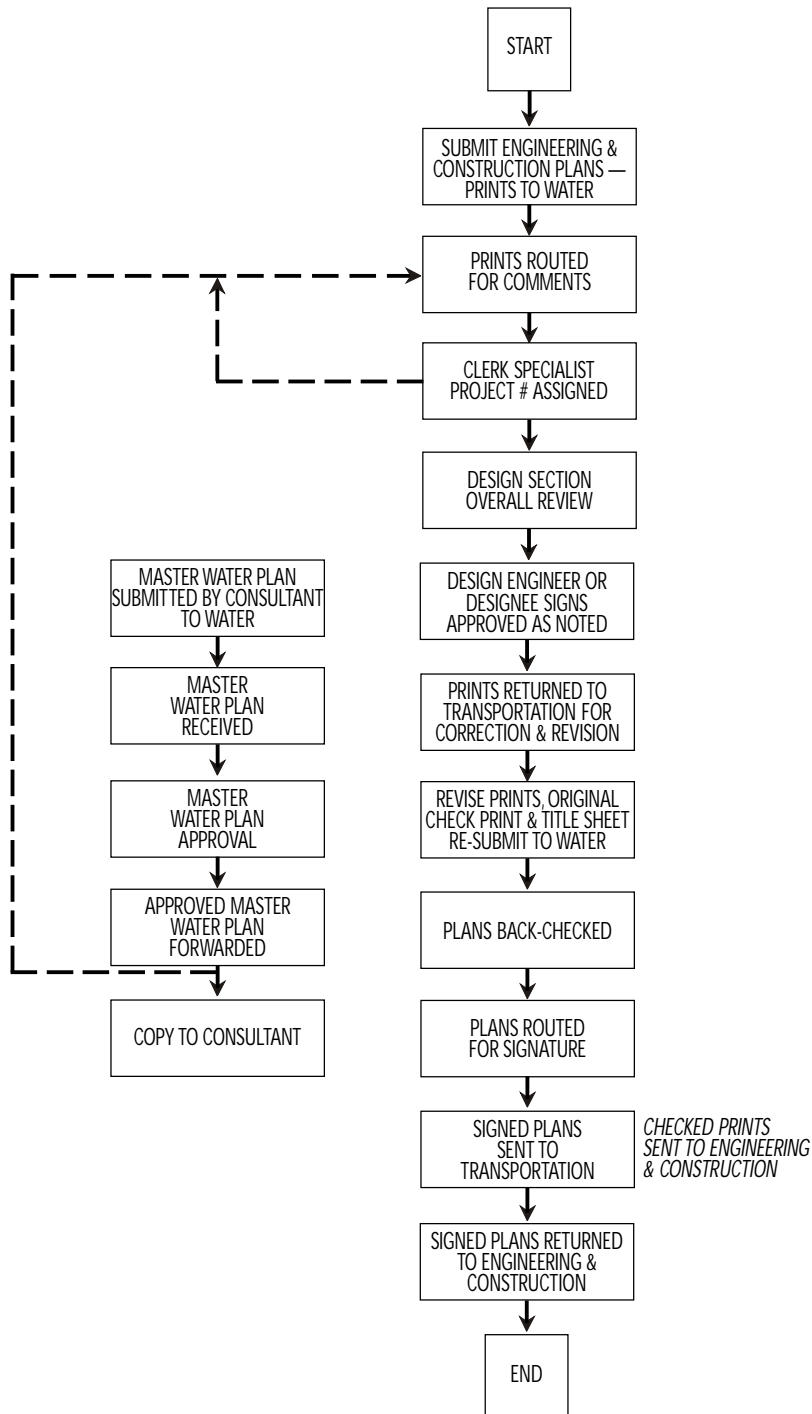 START
SUBMIT ENGINEERING &
CONSTRUCTION PLANS —
PRINTS TO WATER
PRINTS ROUTED
FOR COMMENTS
CLERK SPECIALIST
PROJECT # ASSIGNED
DESIGN SECTION
OVERALL REVIEW
DESIGN ENGINEER OR
DESIGNEE SIGNS
APPROVED AS NOTED
PRINTS RETURNED TO
TRANSPORTATION FOR
CORRECTION & REVISION
REVISE PRINTS, ORIGINAL
CHECK PRINT & TITLE SHEET
RE-SUBMIT TO WATER
PLANS BACK-CHECKED
PLANS ROUTED
FOR SIGNATURE
SIGNED PLANS
SENT TO
TRANSPORTATION
CHECKED PRINTS
SENT TO ENGINEERING
& CONSTRUCTION
SIGNED PLANS RETURNED
TO ENGINEERING &
CONSTRUCTION
END
MASTER WATER PLAN
SUBMITTED BY CONSULTANT
TO WATER
MASTER
WATER PLAN
RECEIVED
MASTER
WATER PLAN
APPROVAL
APPROVED MASTER
WATER PLAN
FORWARDED
COPY TO CONSULTANT